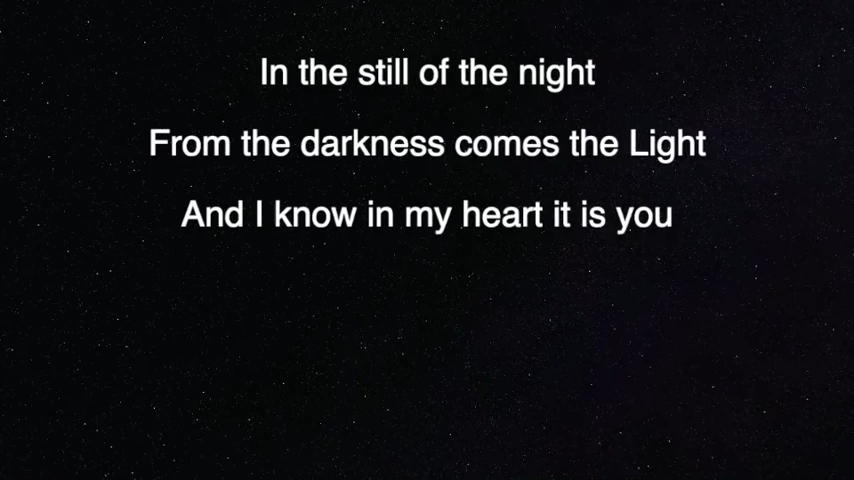 In the still of the night
From the darkness comes the Light
And I know in my heart it is you